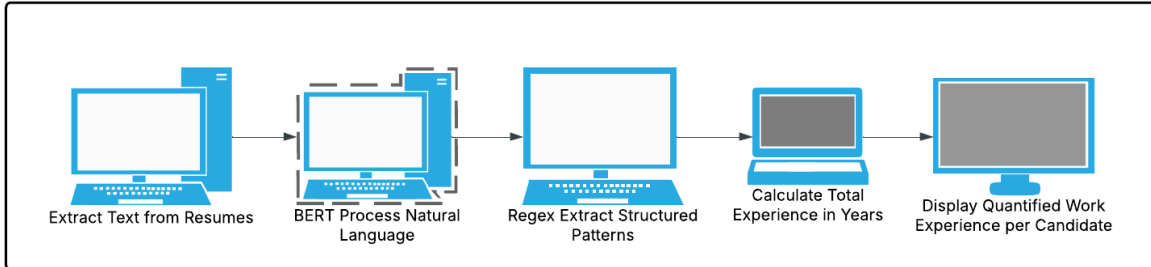 Extract Text from Resumes
BERT Process Natural
Language
Regex Extract Structured
Patterns
Calculate Total
Experience in Years
Display Quantified Work
Experience per Candidate